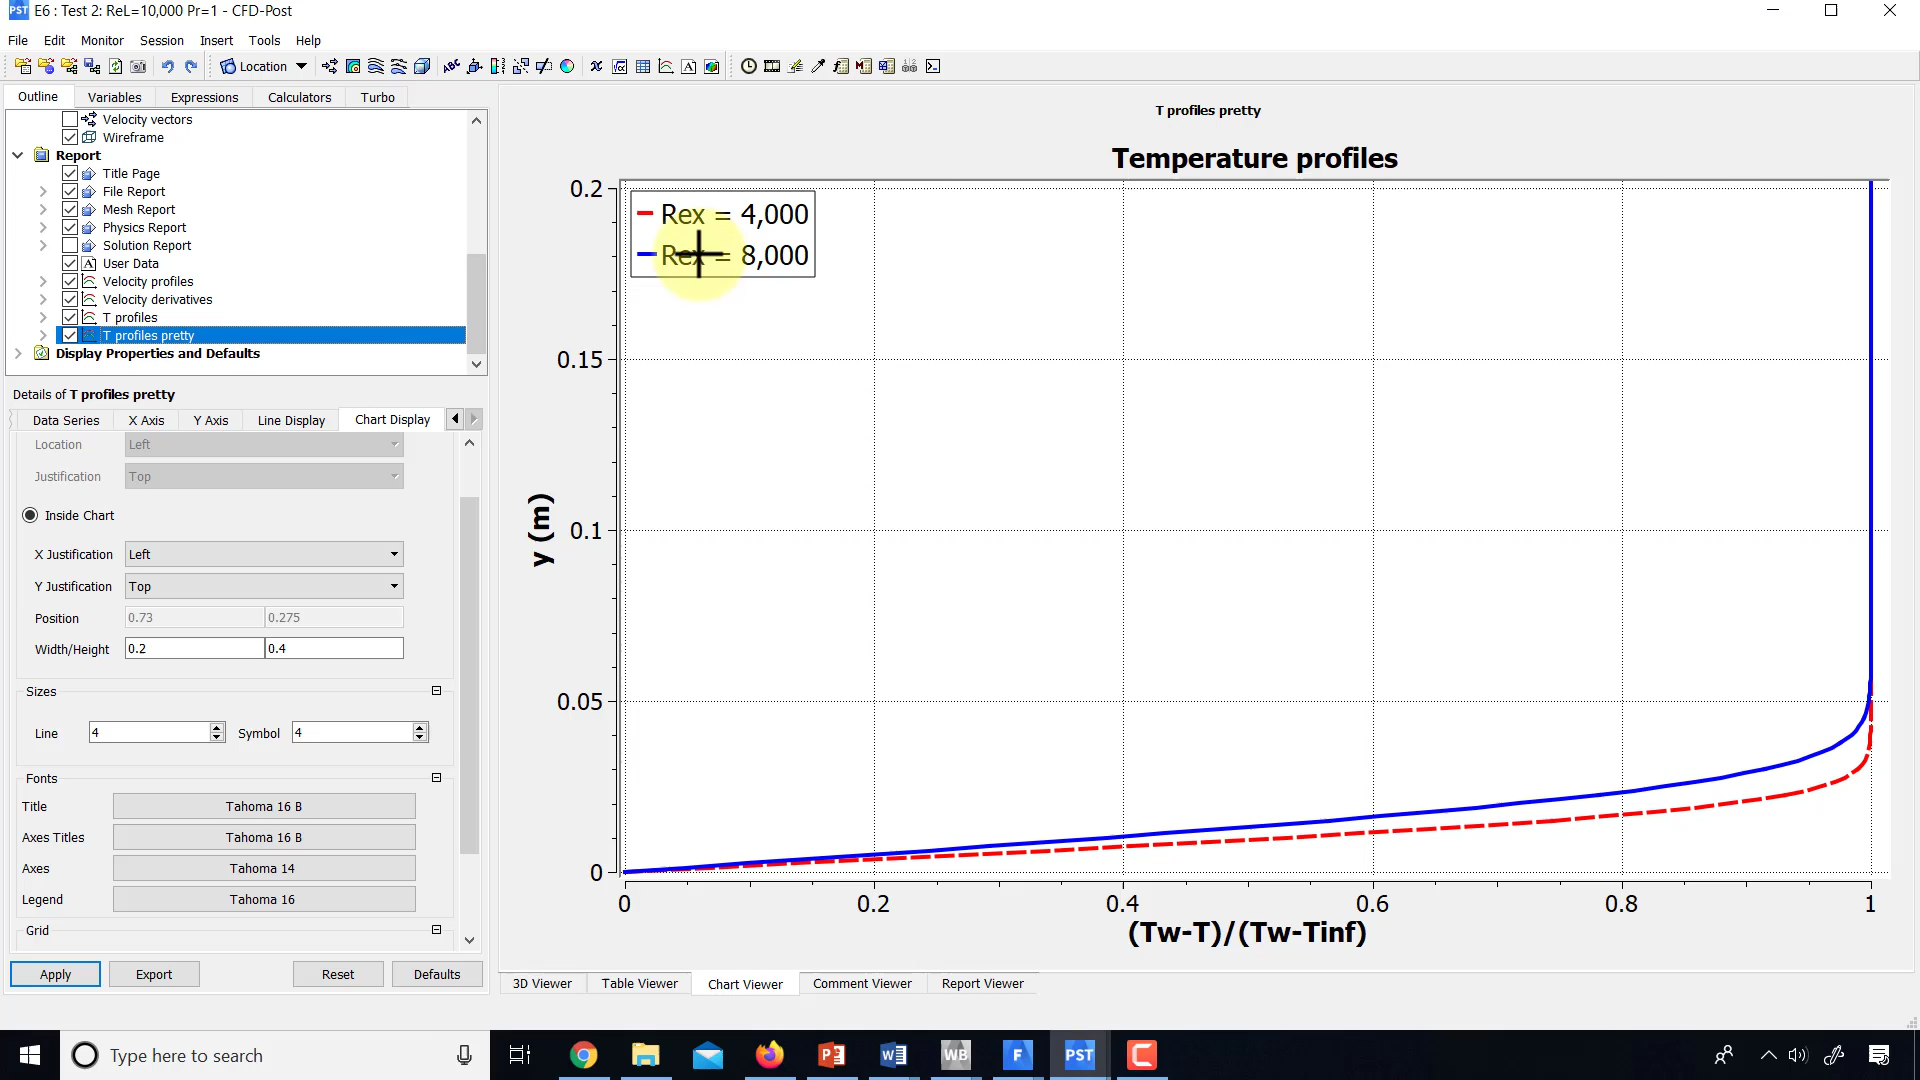 PST E6 : Test 2: ReL=10,000 Pr=1 - CFD-Post
File Edit Monitor Session Insert Tools Help
Location
Outline Variables Expressions Calculators Turbo
Velocity vectors
Wireframe
Report
Title Page
File Report
Mesh Report
Physics Report
Solution Report
User Data
Velocity profiles
Velocity derivatives
T profiles
T profiles pretty
Display Properties and Defaults
Details of T profiles pretty
Data Series X Axis Y Axis Line Display Chart Display
Location Left
Justification Top
Inside Chart
X Justification Left
Y Justification Top
Position 0.73 0.275
Width/Height 0.2 0.4
Sizes
Line 4 Symbol 4
Fonts
Title Tahoma 16 B
Axes Titles Tahoma 16 B
Axes Tahoma 14
Legend Tahoma 16
Grid
Apply Export Reset Defaults
T profiles pretty
Temperature profiles
Rex = 4,000
Rex = 8,000
0.2
0.15
0.1
0.05
0
y (m)
0 0.2 0.4 0.6 0.8 1
(Tw-T)/(Tw-Tinf)
3D Viewer Table Viewer Chart Viewer Comment Viewer Report Viewer
Type here to search
WB F PST